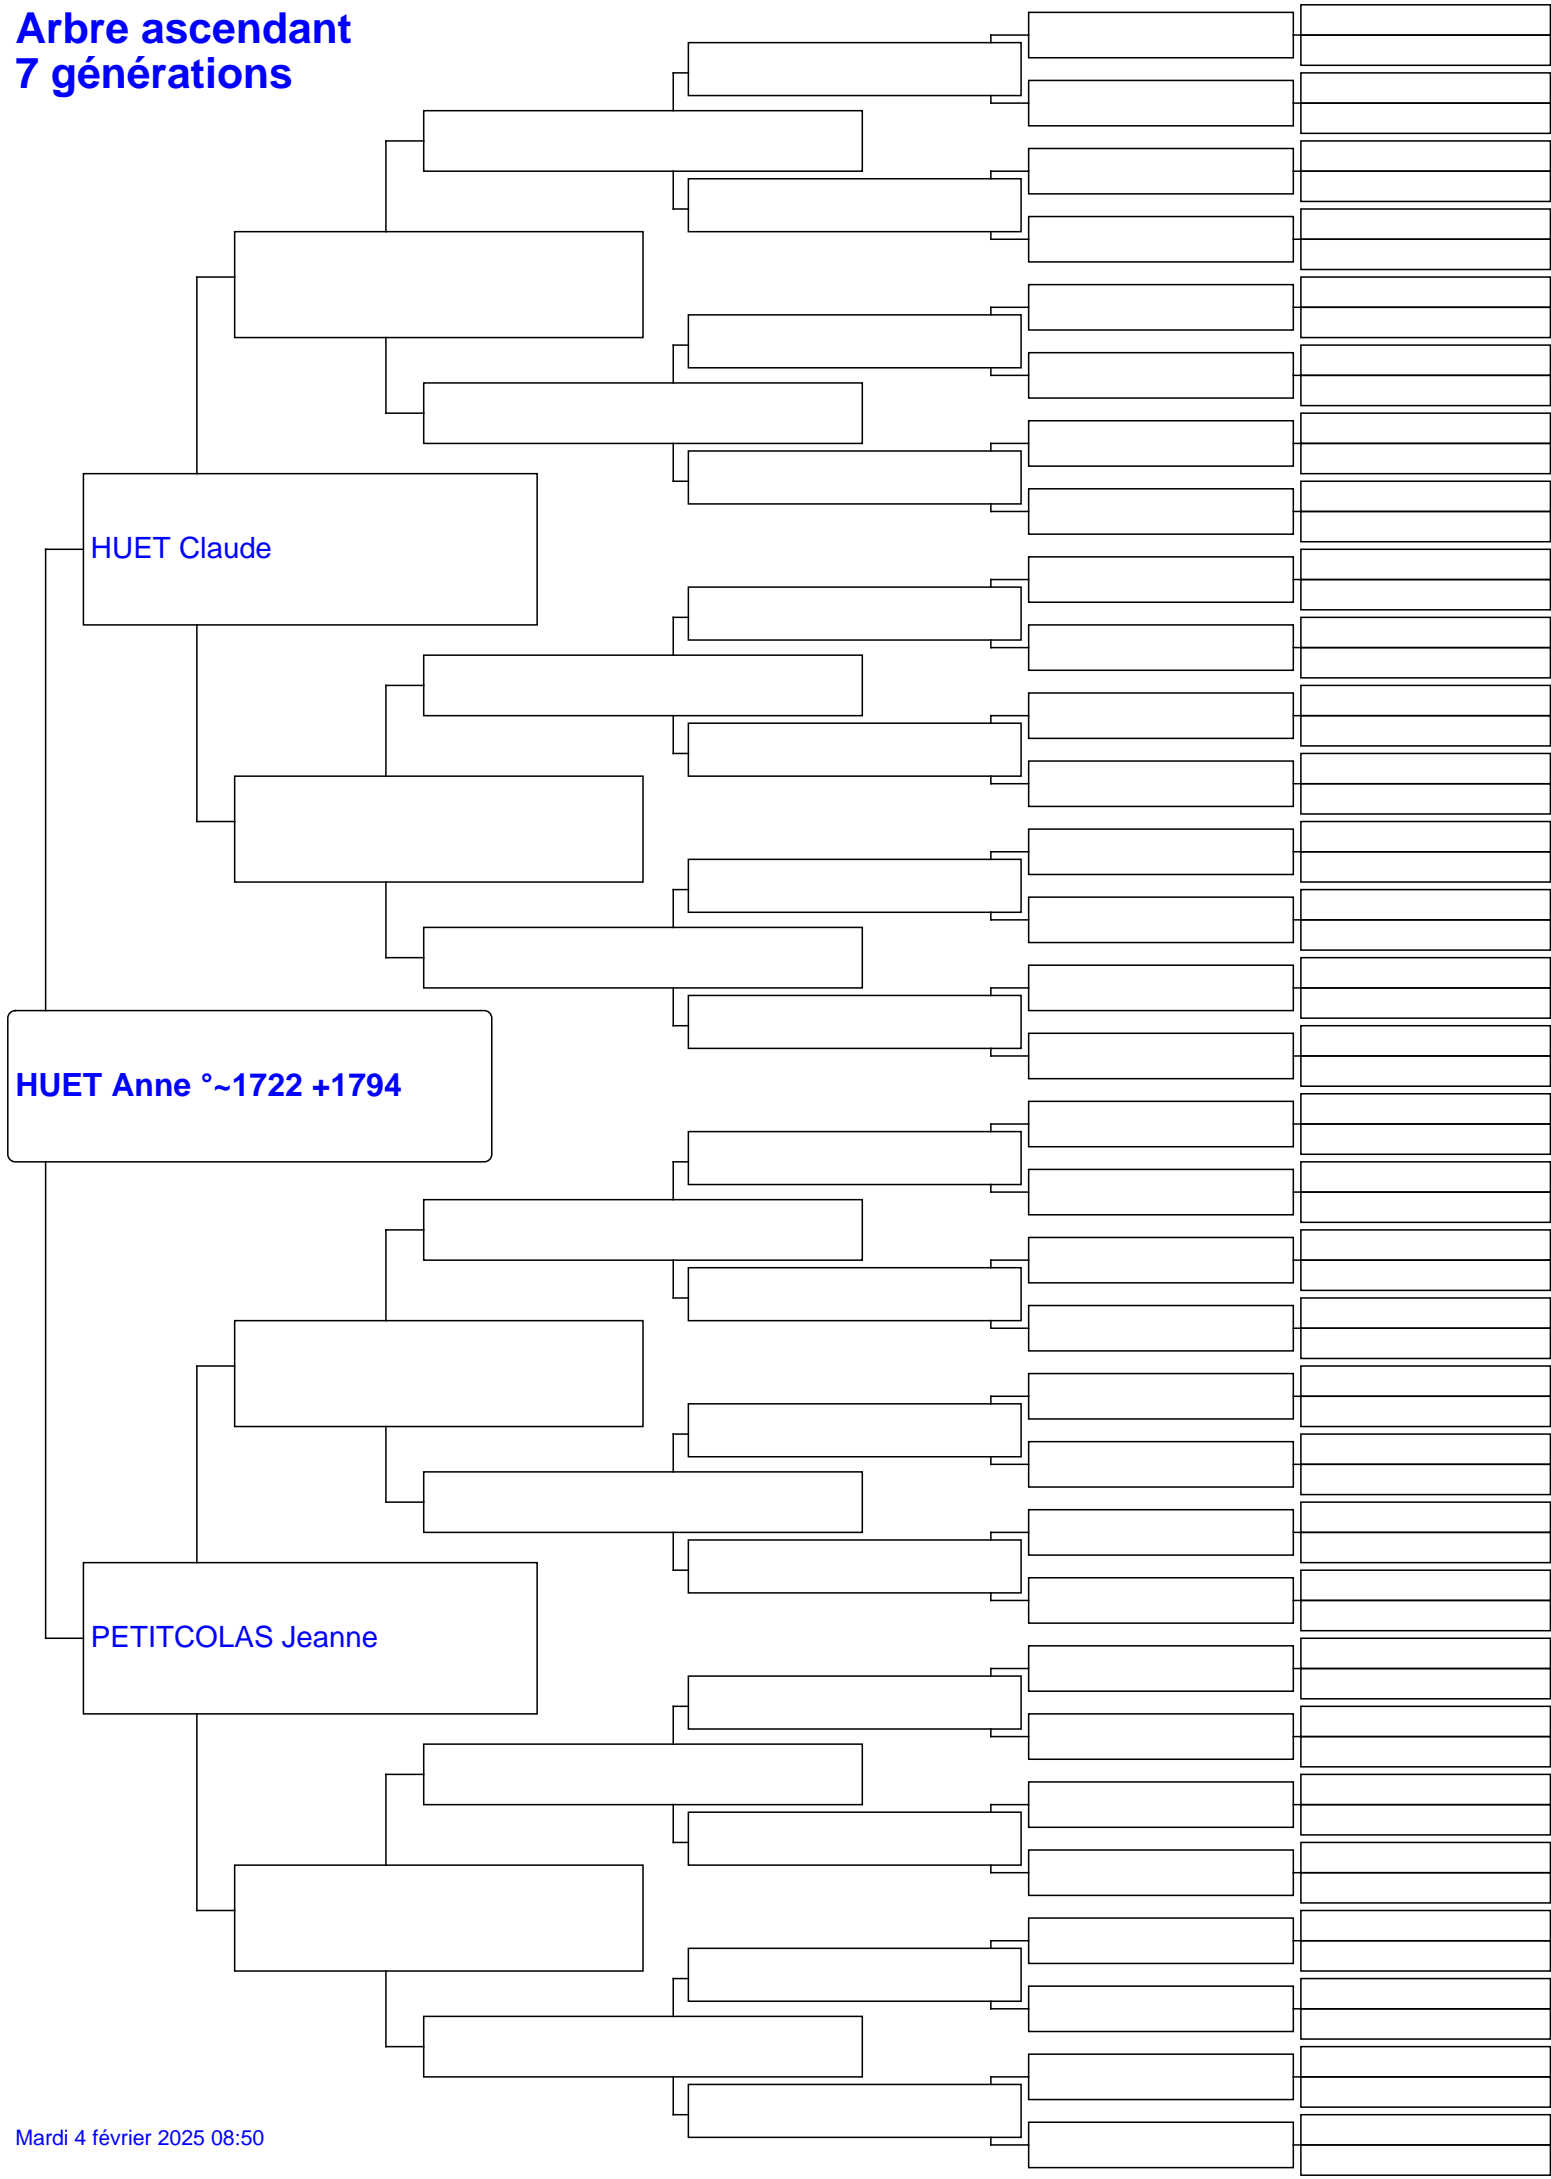 Arbre ascendant
7 générations
HUET Claude
HUET Anne °~1722 +1794
PETITCOLAS Jeanne
Mardi 4 février 2025 08:50